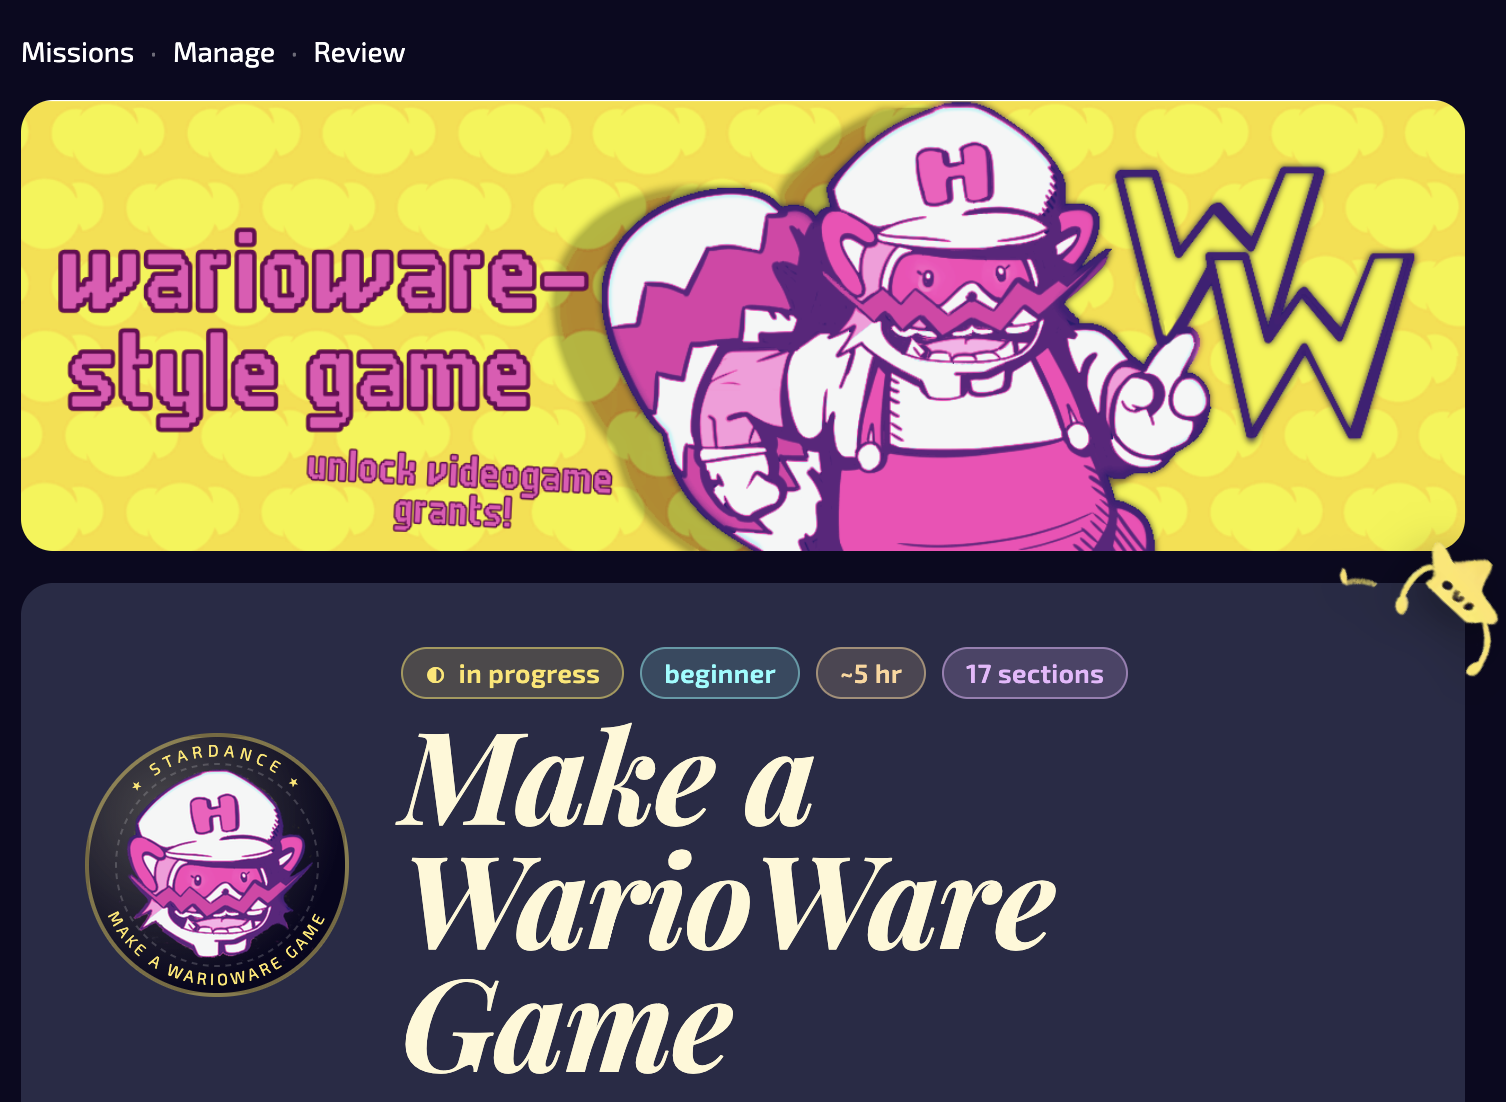 Missions · Manage · Review
warioware-
style game
unlock videogame
grants!
H
W
W
in progress
beginner
~5 hr
17 sections
★ STARDANCE ★
H
MAKE A WARIOWARE GAME
Make a
WarioWare
Game